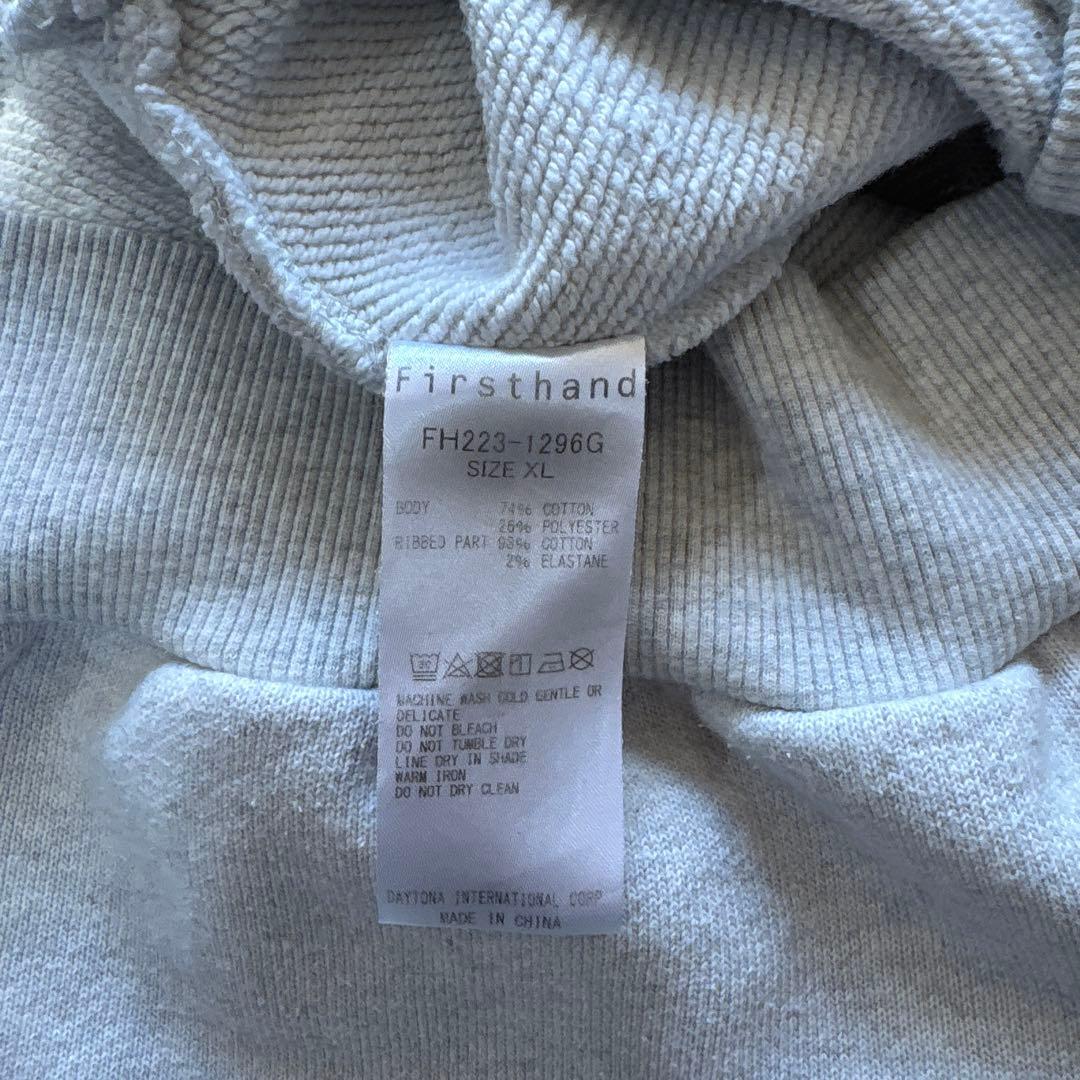 Firsthand
FH223-1296G
SIZE XL
BODY 74% COTTON
26% POLYESTER
RIBBED PART 98% COTTON
2% ELASTANE
30
MACHINE WASH COLD GENTLE OR
DELICATE
DO NOT BLEACH
DO NOT TUMBLE DRY
LINE DRY IN SHADE
WARM IRON
DO NOT DRY CLEAN
DAYTONA INTERNATIONAL CORP
MADE IN CHINA